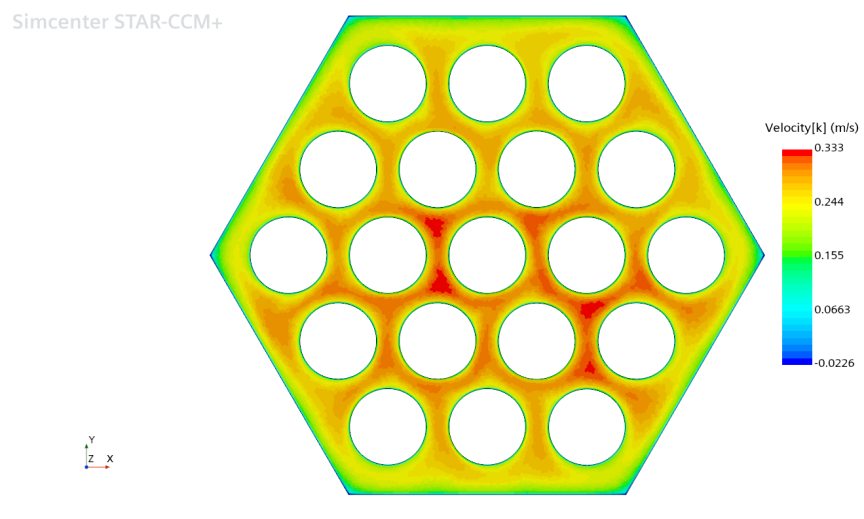 Simcenter STAR-CCM+
Velocity[k] (m/s)
0.333
0.244
0.155
0.0663
-0.0226
Y
Z X